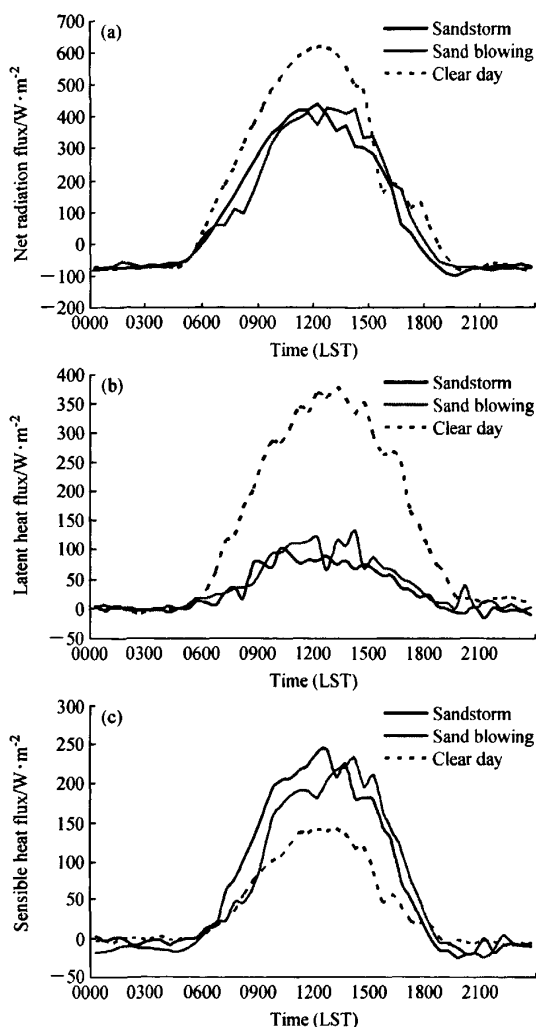 (a)
Sandstorm
Sand blowing
Clear day
Net radiation flux/W·m⁻²
700
600
500
400
300
200
100
0
−100
−200
0000 0300 0600 0900 1200 1500 1800 2100
Time (LST)
(b)
Sandstorm
Sand blowing
Clear day
Latent heat flux/W·m⁻²
400
350
300
250
200
150
100
50
0
−50
0000 0300 0600 0900 1200 1500 1800 2100
Time (LST)
(c)
Sandstorm
Sand blowing
Clear day
Sensible heat flux/W·m⁻²
300
250
200
150
100
50
0
−50
0000 0300 0600 0900 1200 1500 1800 2100
Time (LST)